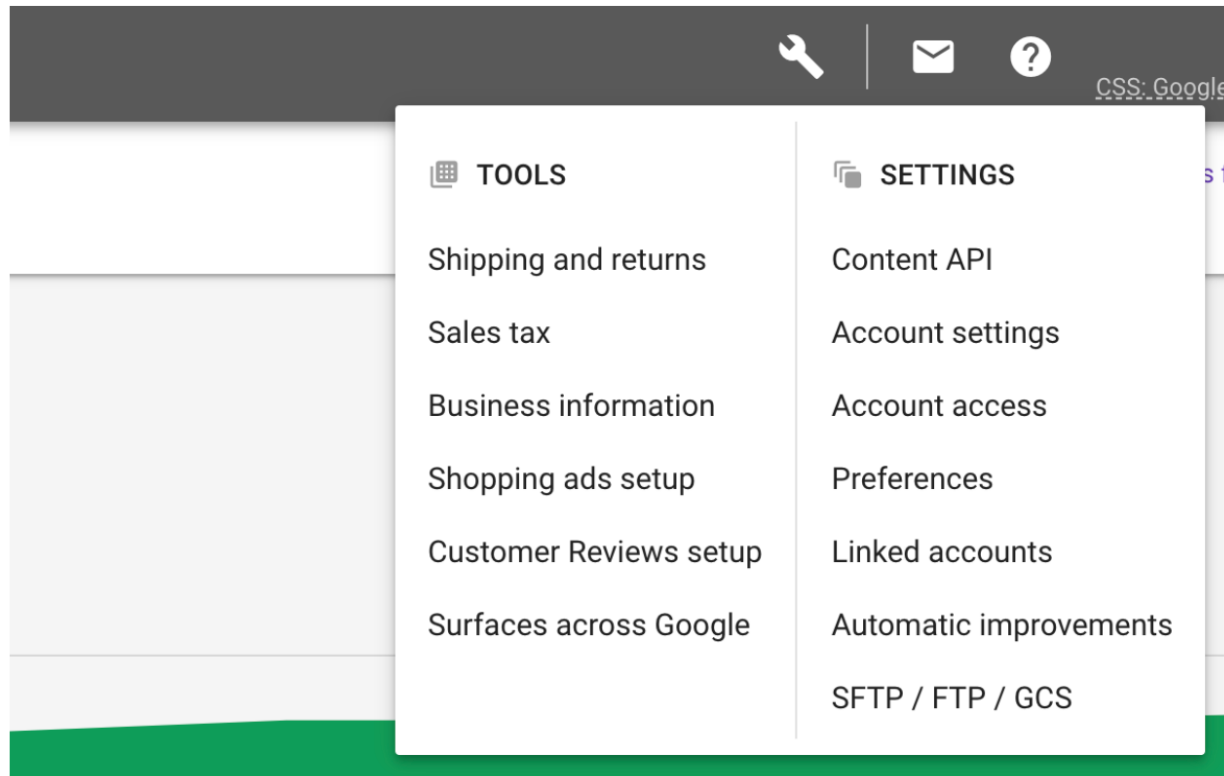 CSS: Google
TOOLS
Shipping and returns
Sales tax
Business information
Shopping ads setup
Customer Reviews setup
Surfaces across Google
SETTINGS
Content API
Account settings
Account access
Preferences
Linked accounts
Automatic improvements
SFTP / FTP / GCS